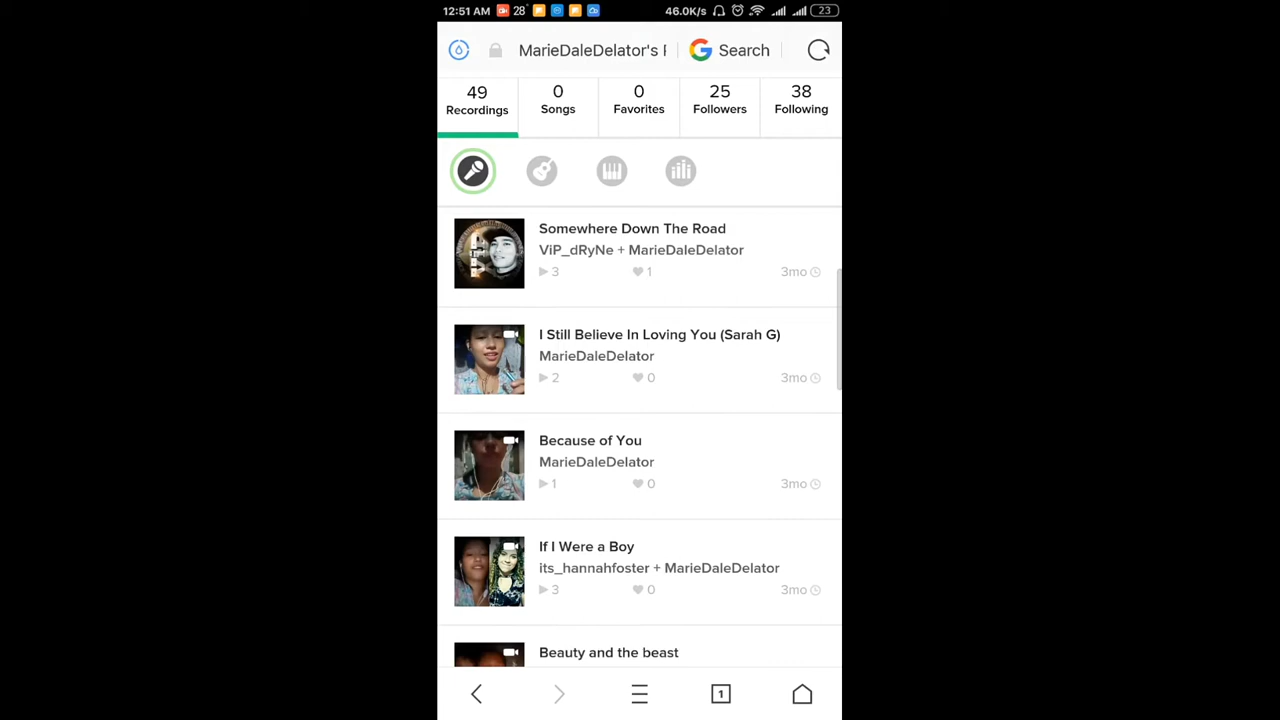 12:51 AM 28° 46.0K/s 23
MarieDaleDelator's Search
49 0 0 25 38
Recordings Songs Favorites Followers Following
Somewhere Down The Road
ViP_dRyNe + MarieDaleDelator
3 1 3mo
I Still Believe In Loving You (Sarah G)
MarieDaleDelator
2 0 3mo
Because of You
MarieDaleDelator
1 0 3mo
If I Were a Boy
its_hannahfoster + MarieDaleDelator
3 0 3mo
Beauty and the beast
1